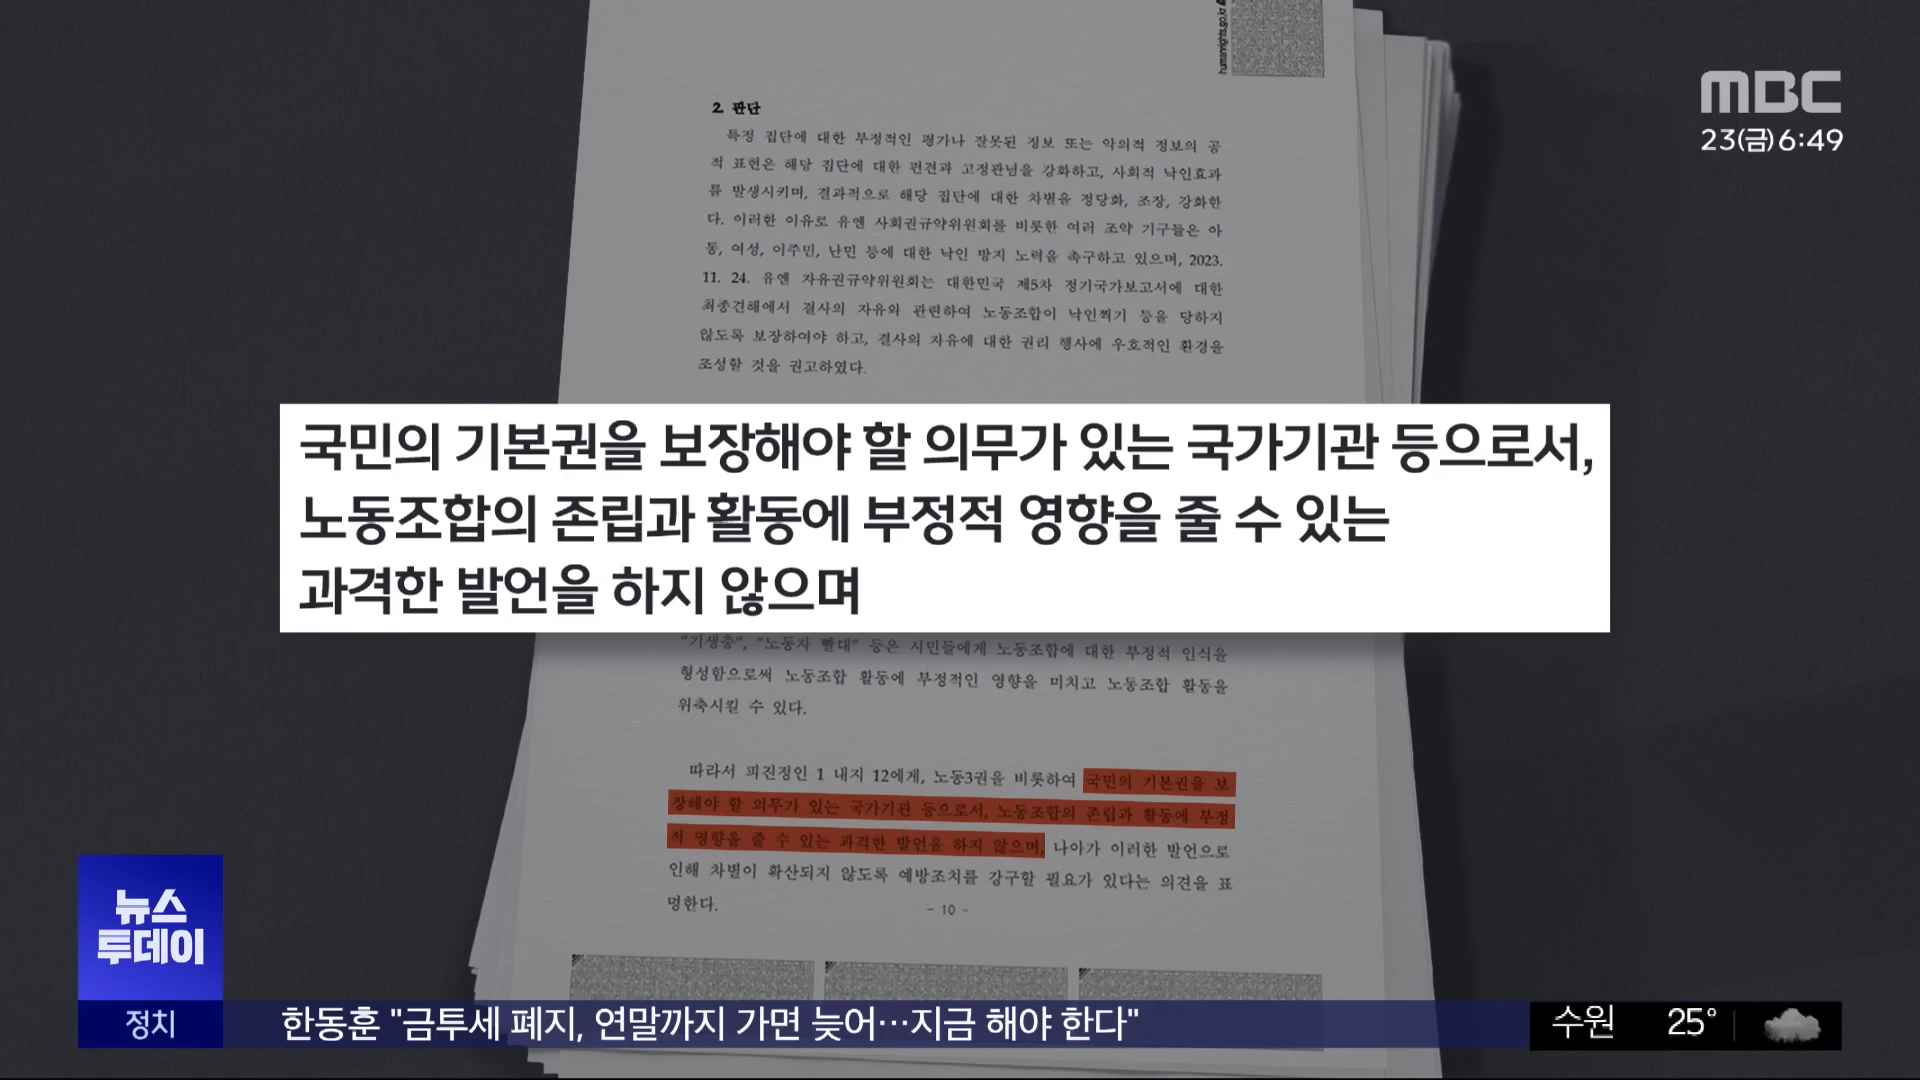 humanrights.go.kr
MBC
23(금)6:49
2. 판단
특정 집단에 대한 부정적인 평가나 잘못된 정보 또는 악의적 정보의 공
적 표현은 해당 집단에 대한 편견과 고정관념을 강화하고, 사회적 낙인효과
를 발생시키며, 결과적으로 해당 집단에 대한 차별을 정당화, 조장, 강화한
다. 이러한 이유로 유엔 사회권규약위원회를 비롯한 여러 조약 기구들은 아
동, 여성, 이주민, 난민 등에 대한 낙인 방지 노력을 촉구하고 있으며, 2023.
11. 24. 유엔 자유권규약위원회는 대한민국 제5차 정기국가보고서에 대한
최종견해에서 결사의 자유와 관련하여 노동조합이 낙인찍기 등을 당하지
않도록 보장하여야 하고, 결사의 자유에 대한 권리 행사에 우호적인 환경을
조성할 것을 권고하였다.
국민의 기본권을 보장해야 할 의무가 있는 국가기관 등으로서,
노동조합의 존립과 활동에 부정적 영향을 줄 수 있는
과격한 발언을 하지 않으며
"기생충", "노동자 빨대" 등은 시민들에게 노동조합에 대한 부정적 인식을
형성함으로써 노동조합 활동에 부정적인 영향을 미치고 노동조합 활동을
위축시킬 수 있다.
따라서 피진정인 1 내지 12에게, 노동3권을 비롯하여 국민의 기본권을 보
장해야 할 의무가 있는 국가기관 등으로서, 노동조합의 존립과 활동에 부정
적 영향을 줄 수 있는 과격한 발언을 하지 않으며, 나아가 이러한 발언으로
인해 차별이 확산되지 않도록 예방조치를 강구할 필요가 있다는 의견을 표
명한다.
- 10 -
뉴스
투데이
정치
한동훈 "금투세 폐지, 연말까지 가면 늦어…지금 해야 한다"
수원 25°